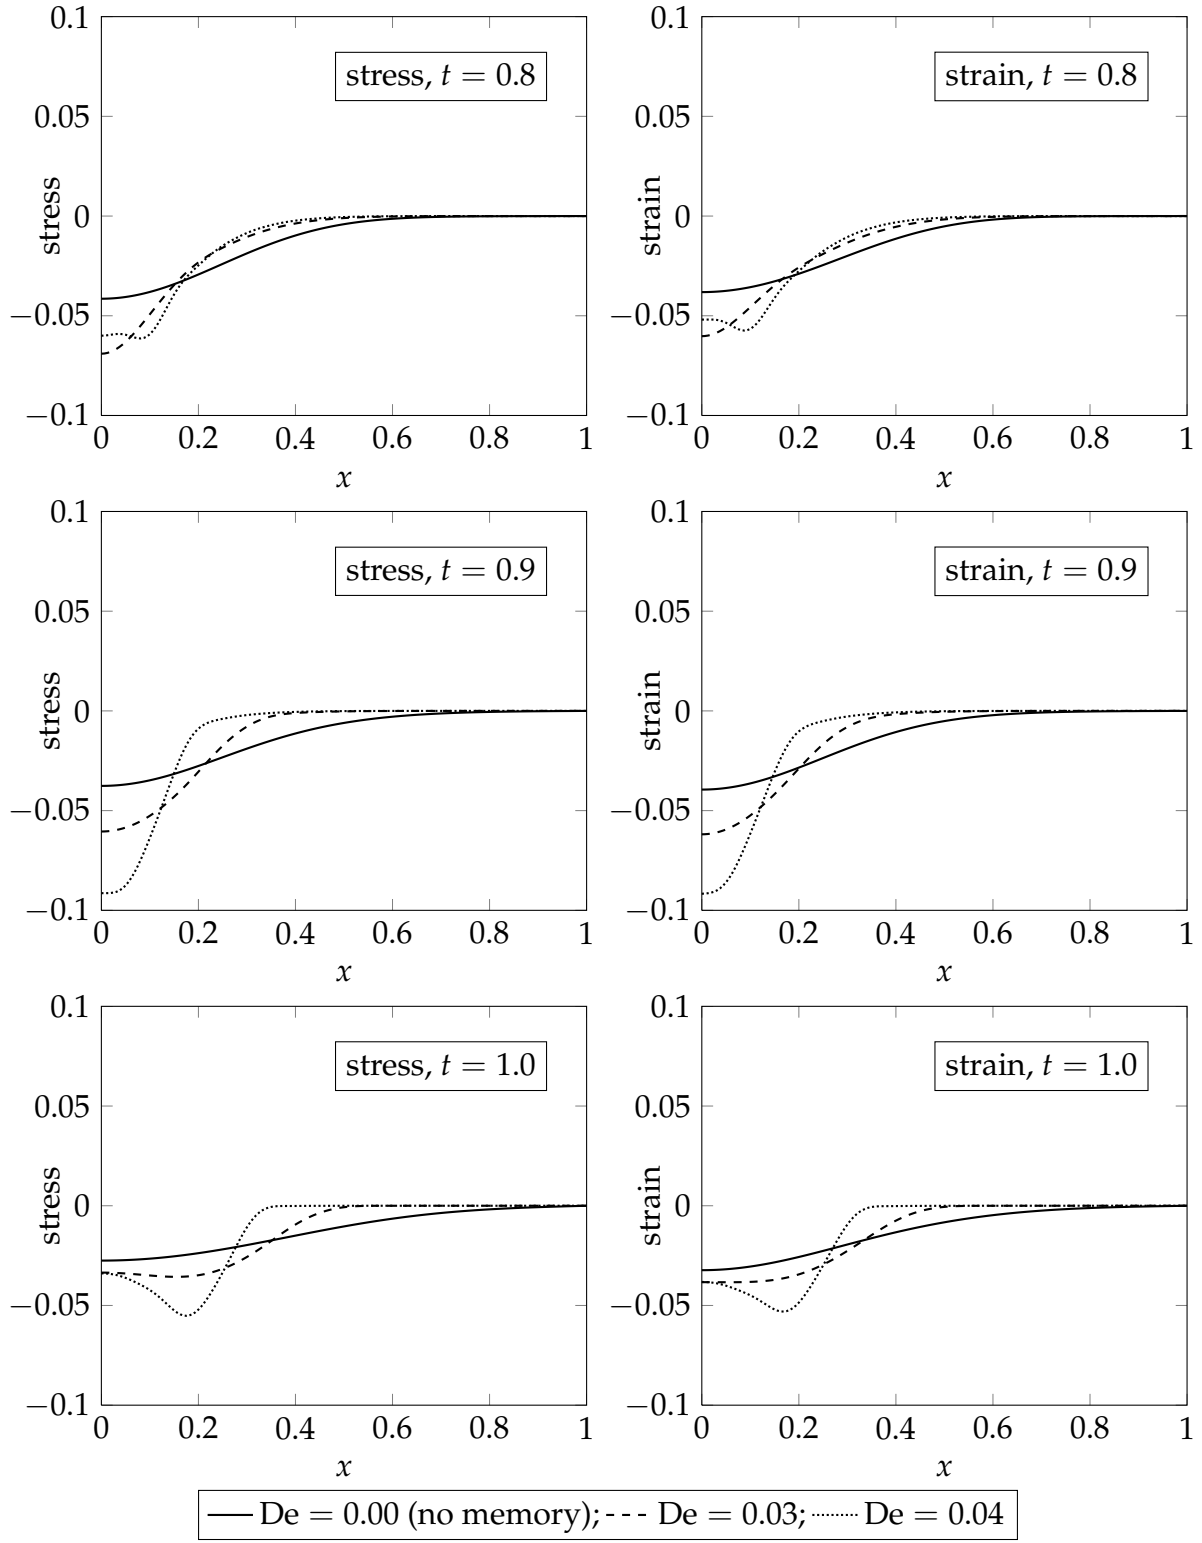 0.1
0.05
0
−0.05
−0.1
stress
stress, t = 0.8
0 0.2 0.4 0.6 0.8 1
x
0.1
0.05
0
−0.05
−0.1
strain
strain, t = 0.8
0 0.2 0.4 0.6 0.8 1
x
0.1
0.05
0
−0.05
−0.1
stress
stress, t = 0.9
0 0.2 0.4 0.6 0.8 1
x
0.1
0.05
0
−0.05
−0.1
strain
strain, t = 0.9
0 0.2 0.4 0.6 0.8 1
x
0.1
0.05
0
−0.05
−0.1
stress
stress, t = 1.0
0 0.2 0.4 0.6 0.8 1
x
0.1
0.05
0
−0.05
−0.1
strain
strain, t = 1.0
0 0.2 0.4 0.6 0.8 1
x
De = 0.00 (no memory); De = 0.03; De = 0.04